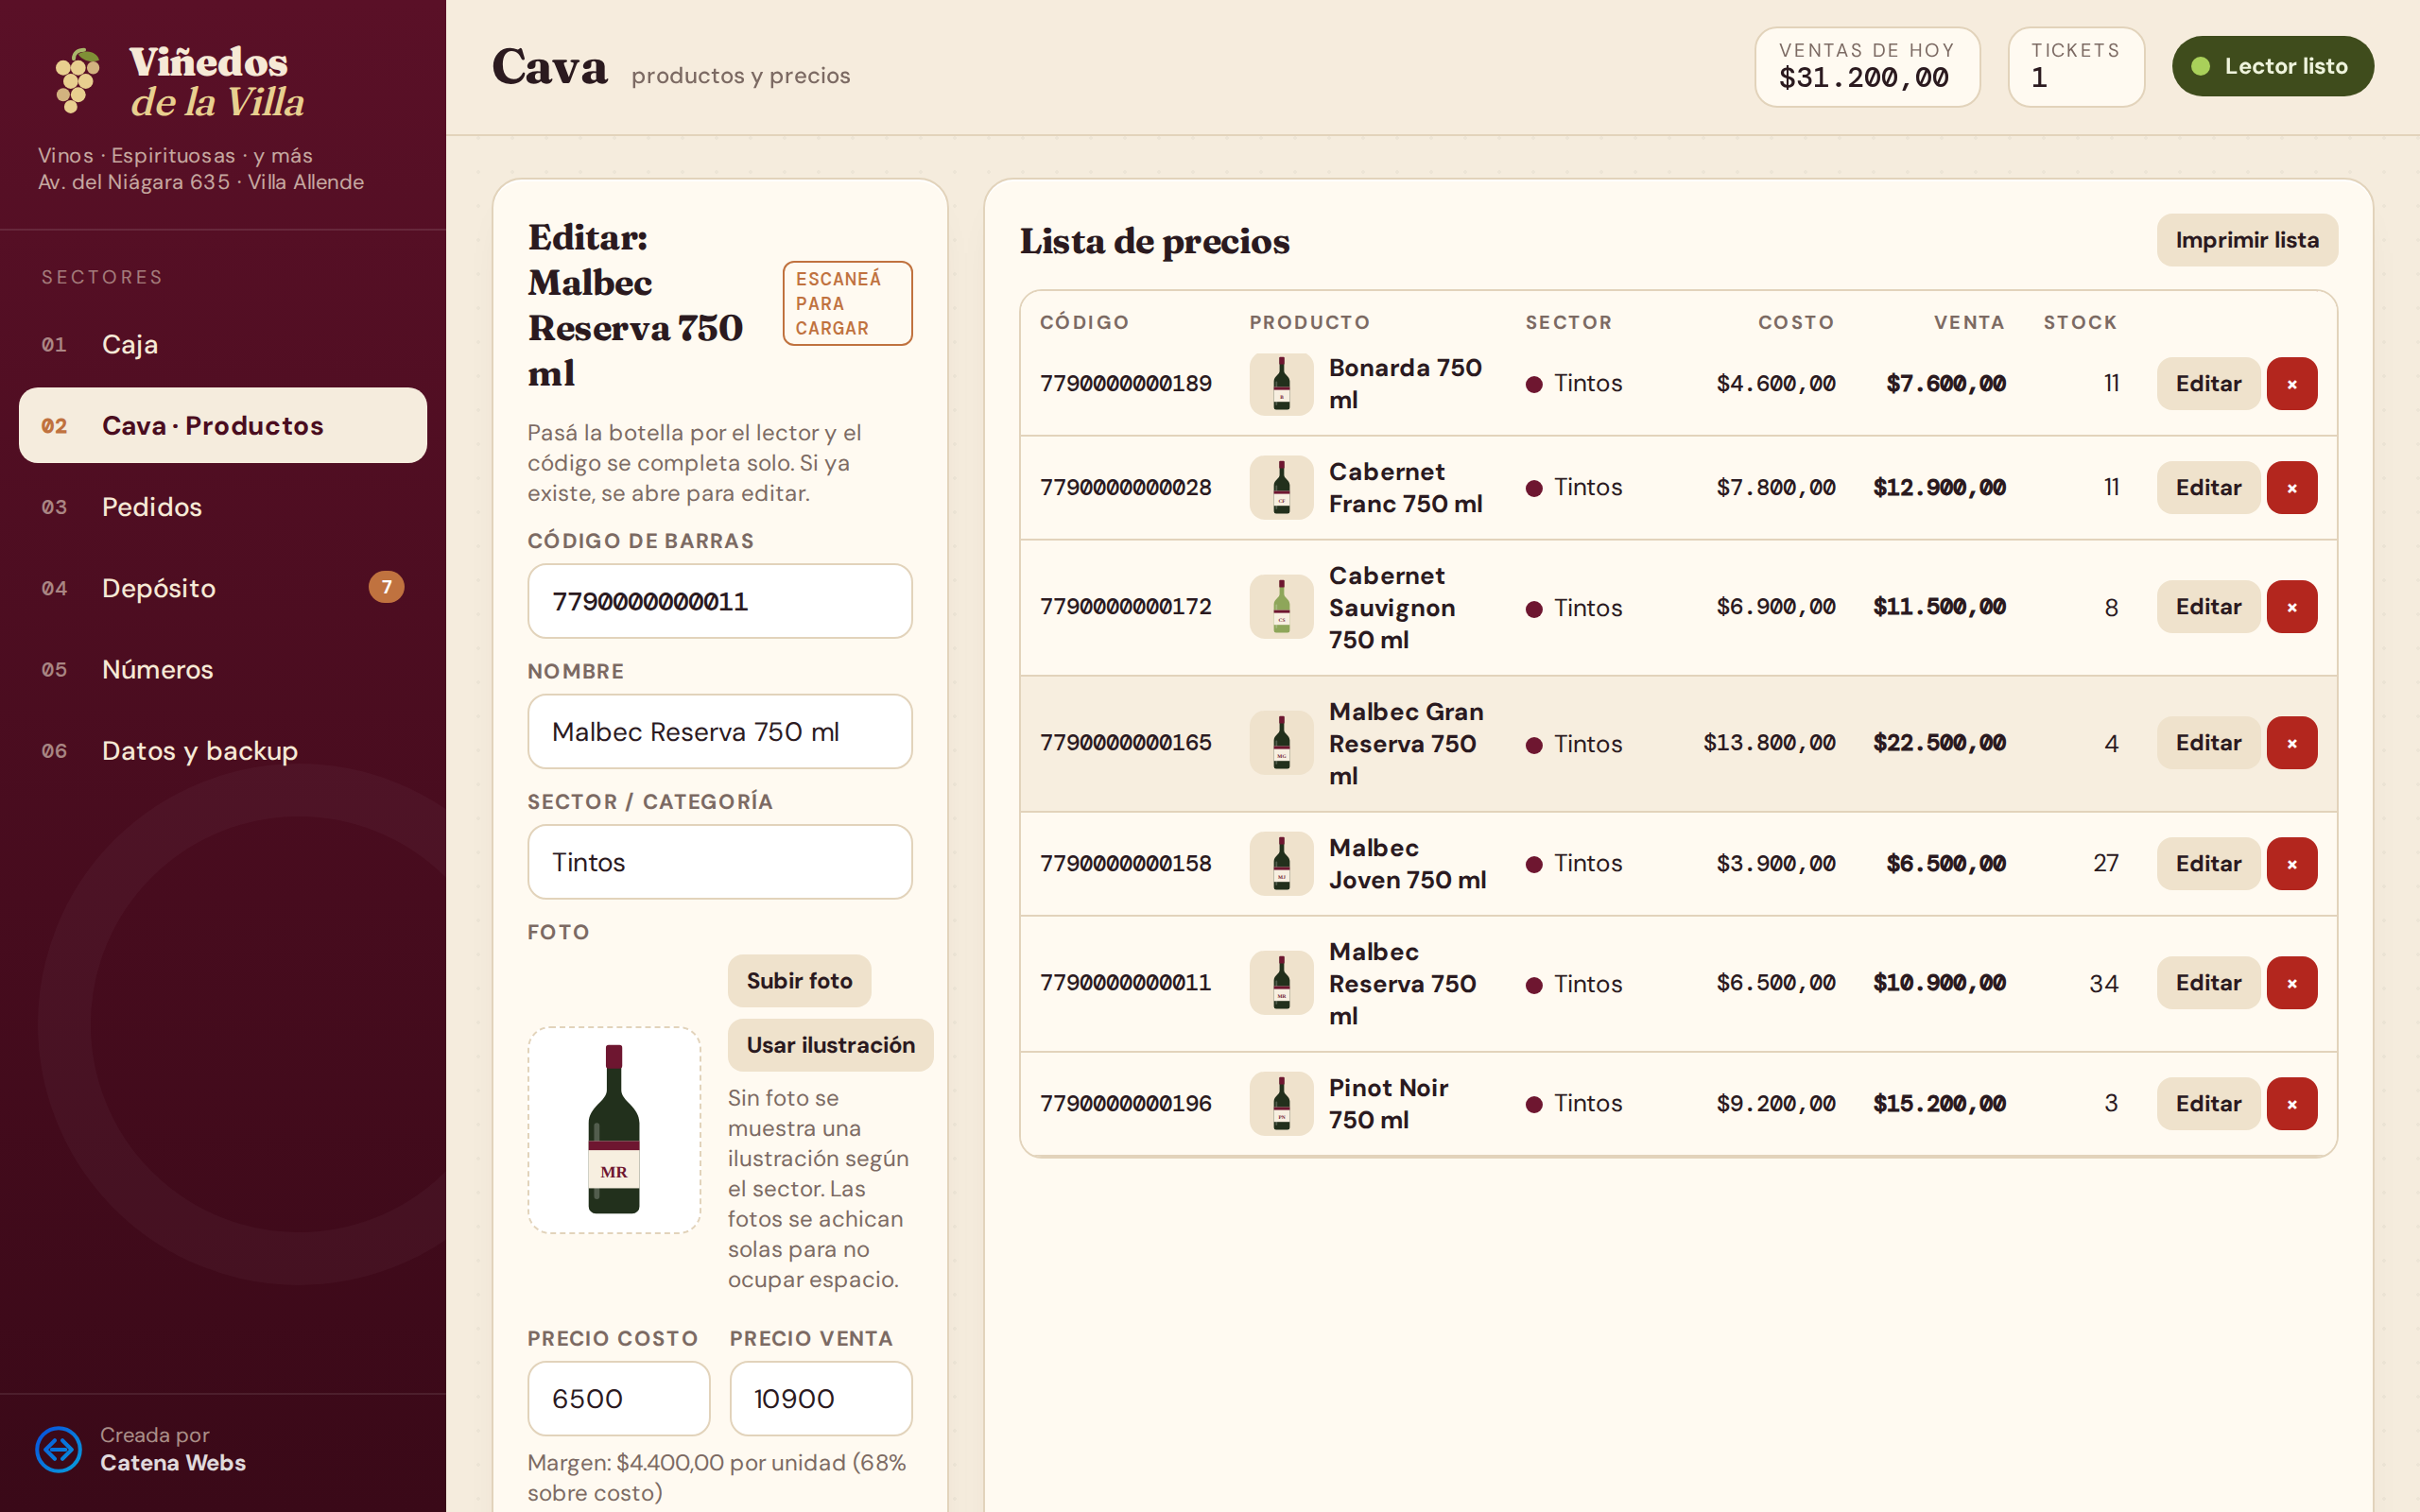 Viñedos
de la Villa
Vinos · Espirituosas · y más
Av. del Niágara 635 · Villa Allende
SECTORES
01 Caja
02 Cava · Productos
03 Pedidos
04 Depósito 7
05 Números
06 Datos y backup
Creada por
Catena Webs
Cava productos y precios
VENTAS DE HOY
$31.200,00
TICKETS
1
Lector listo
Editar:
Malbec
Reserva 750
ml
ESCANEÁ
PARA
CARGAR
Pasá la botella por el lector y el
código se completa solo. Si ya
existe, se abre para editar.
CÓDIGO DE BARRAS
7790000000011
NOMBRE
Malbec Reserva 750 ml
SECTOR / CATEGORÍA
Tintos
FOTO
MR
Subir foto
Usar ilustración
Sin foto se
muestra una
ilustración según
el sector. Las
fotos se achican
solas para no
ocupar espacio.
PRECIO COSTO PRECIO VENTA
6500 10900
Margen: $4.400,00 por unidad (68%
sobre costo)
Lista de precios
Imprimir lista
CÓDIGO PRODUCTO SECTOR COSTO VENTA STOCK
7790000000189 Bonarda 750 ml Tintos $4.600,00 $7.600,00 11 Editar ×
7790000000028 Cabernet Franc 750 ml Tintos $7.800,00 $12.900,00 11 Editar ×
7790000000172 Cabernet Sauvignon 750 ml Tintos $6.900,00 $11.500,00 8 Editar ×
7790000000165 Malbec Gran Reserva 750 ml Tintos $13.800,00 $22.500,00 4 Editar ×
7790000000158 Malbec Joven 750 ml Tintos $3.900,00 $6.500,00 27 Editar ×
7790000000011 Malbec Reserva 750 ml Tintos $6.500,00 $10.900,00 34 Editar ×
7790000000196 Pinot Noir 750 ml Tintos $9.200,00 $15.200,00 3 Editar ×